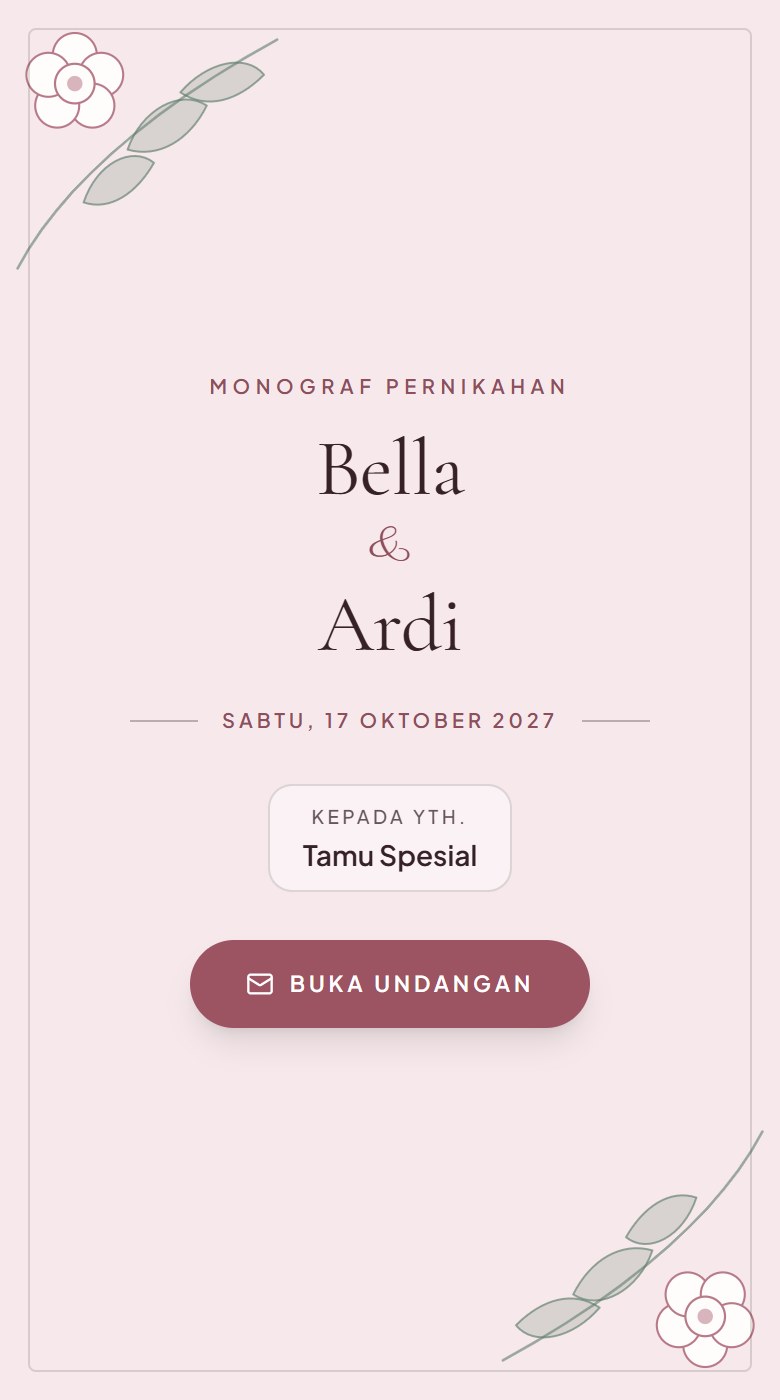 MONOGRAF PERNIKAHAN
Bella
&
Ardi
SABTU, 17 OKTOBER 2027
KEPADA YTH.
Tamu Spesial
BUKA UNDANGAN